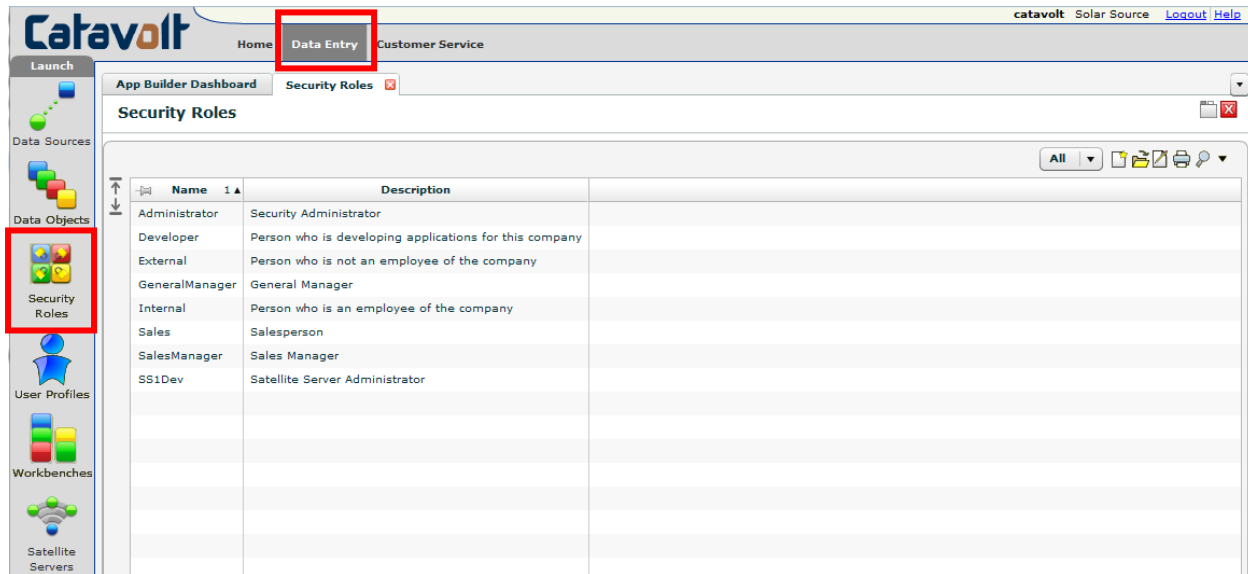 catavolt Solar Source Logout Help
Catavolt
Home Data Entry Customer Service
Launch
App Builder Dashboard Security Roles
Security Roles
Data Sources
All
Name 1 Description
Administrator Security Administrator
Data Objects
Developer Person who is developing applications for this company
External Person who is not an employee of the company
GeneralManager General Manager
Security
Roles
Internal Person who is an employee of the company
Sales Salesperson
SalesManager Sales Manager
SS1Dev Satellite Server Administrator
User Profiles
Workbenches
Satellite
Servers